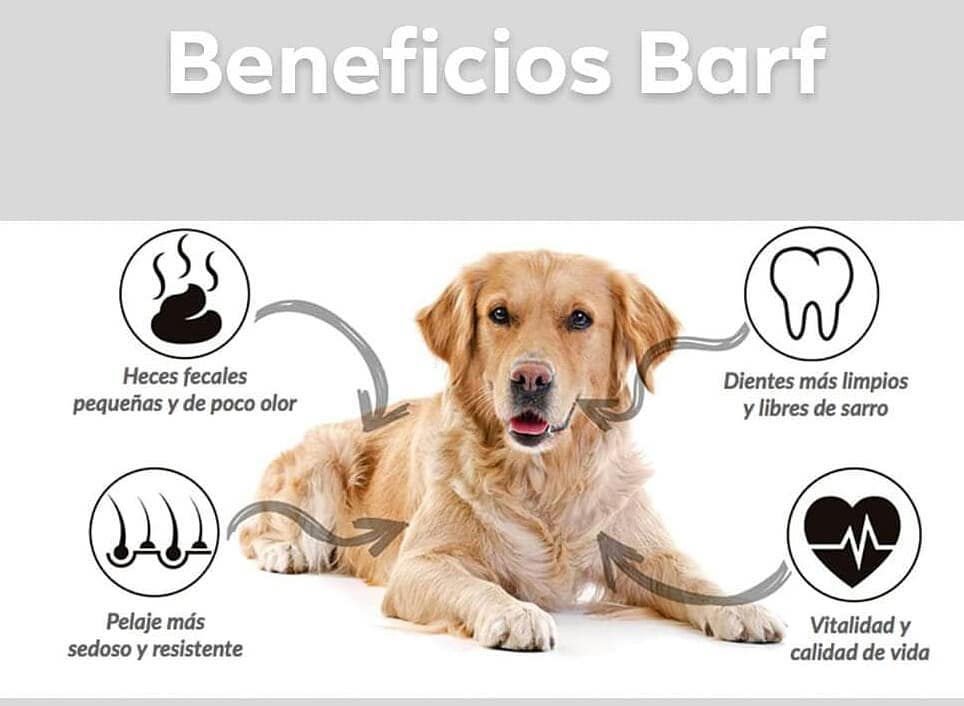 Beneficios Barf
Heces fecales
pequeñas y de poco olor
Dientes más limpios
y libres de sarro
Pelaje más
sedoso y resistente
Vitalidad y
calidad de vida